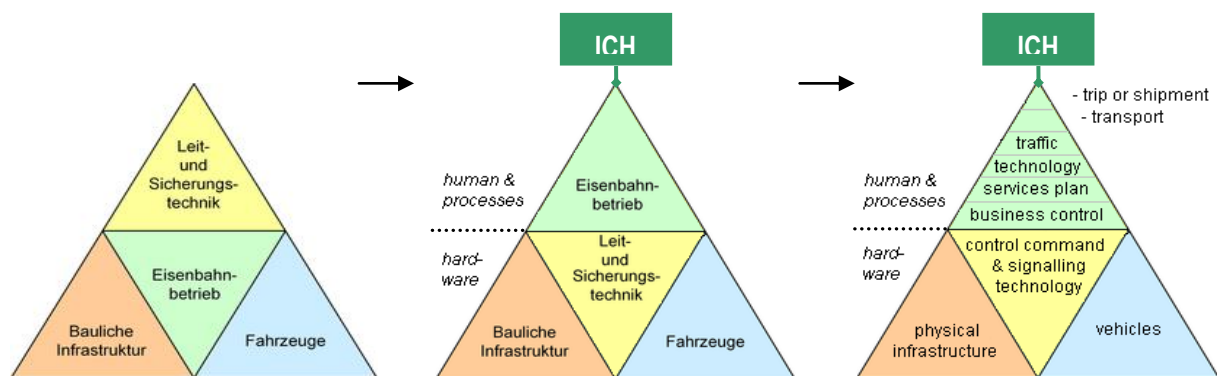 Leit-
und
Sicherungs-
technik
Eisenbahn-
betrieb
Bauliche
Infrastruktur
Fahrzeuge
ICH
human &
processes
Eisenbahn-
betrieb
hard-
ware
Leit-
und
Sicherungs-
technik
Bauliche
Infrastruktur
Fahrzeuge
ICH
- trip or shipment
- transport
traffic
technology
services plan
business control
human &
processes
hard-
ware
control command
& signalling
technology
physical
infrastructure
vehicles